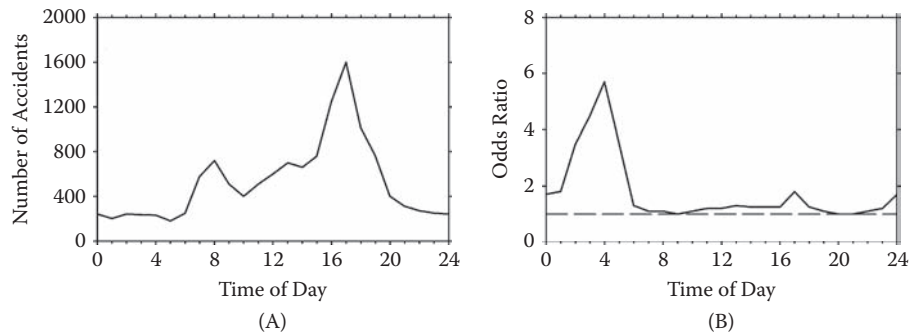 2000
1600
1200
800
400
0
Number of Accidents
0 4 8 12 16 20 24
Time of Day
(A)
8
6
4
2
0
Odds Ratio
0 4 8 12 16 20 24
Time of Day
(B)